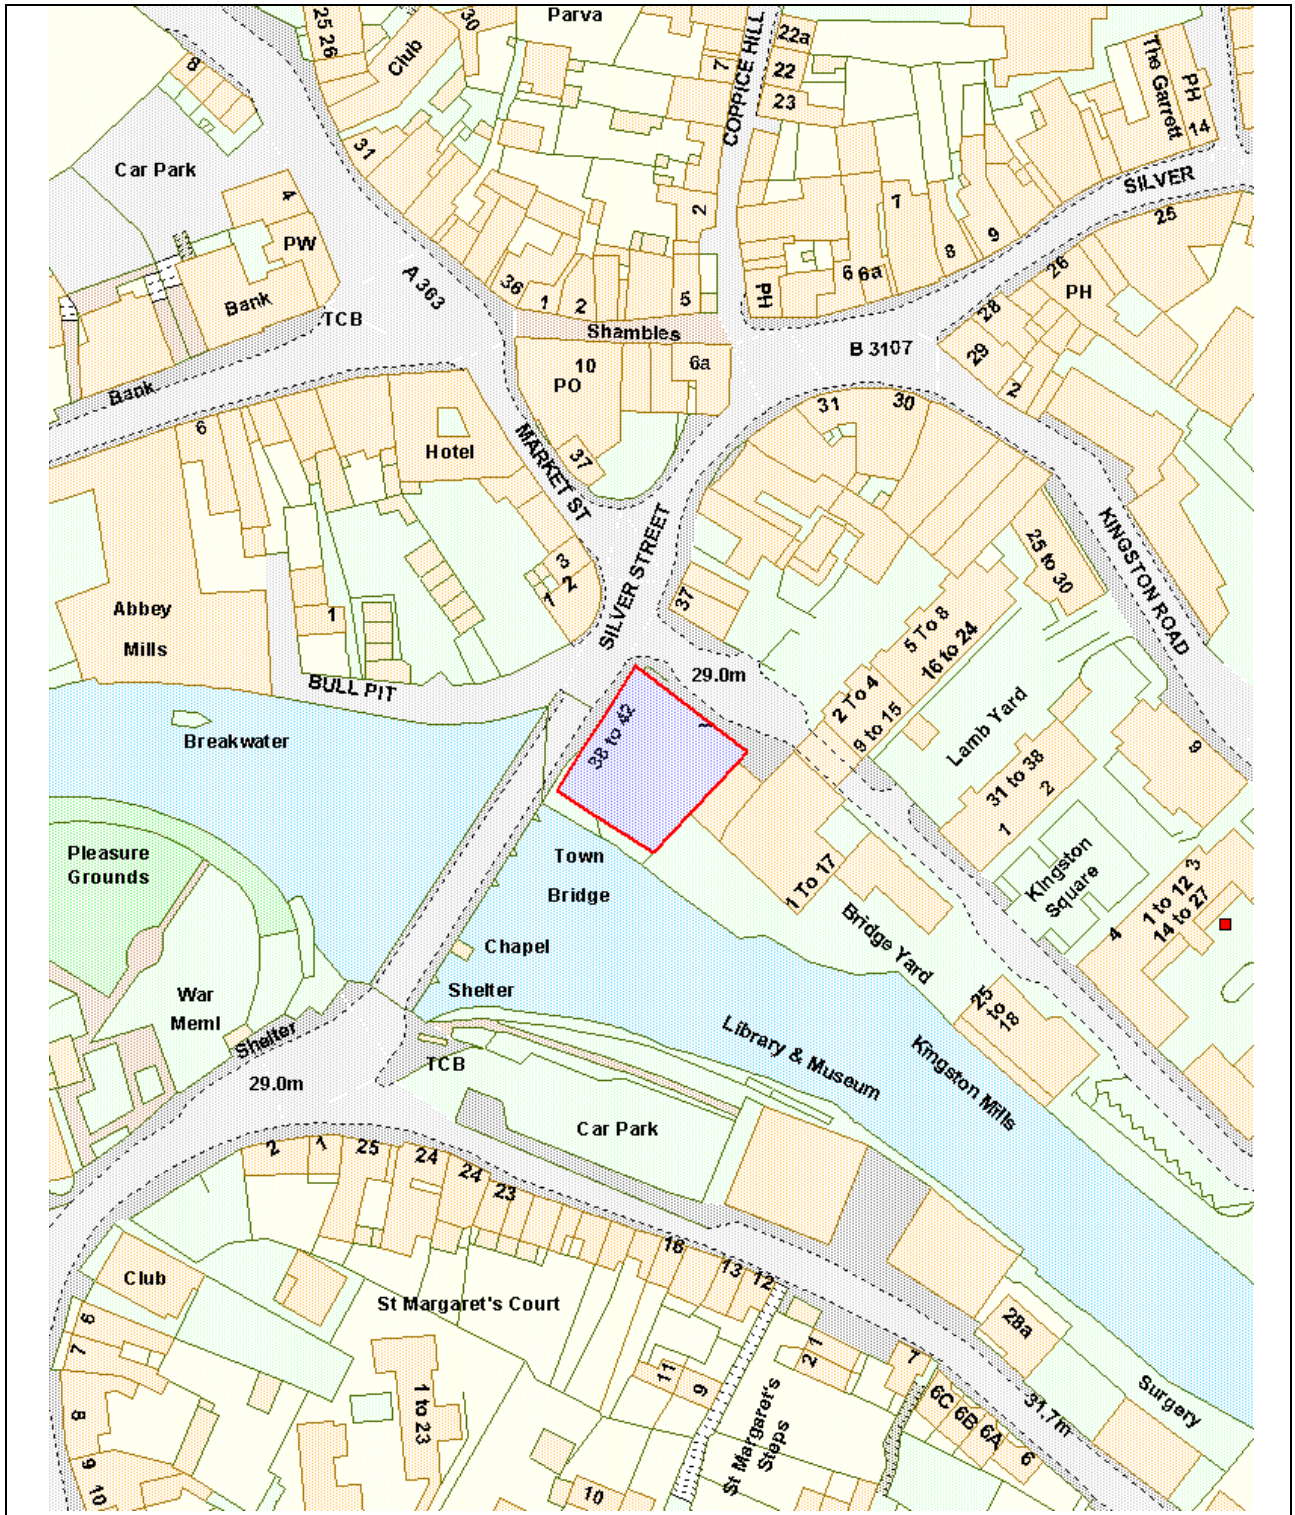 25 26
30
Parva
Club
8
22a
22
23
7
COPPICE HILL
The Garrett
PH
14
31
Car Park
4
PW
2
7
SILVER
25
Bank
A 363
36
1
2
5
6 6a
8
9
PH
26
PH
28
TCB
Shambles
B 3107
29
2
10
PO
6a
Bank
6
Hotel
31
30
37
MARKET ST
SILVER STREET
KINGSTON ROAD
25 to 30
3
2
1
37
Abbey
Mills
1
5 To 8
16 to 24
BULL PIT
29.0m
2 To 4
9 to 15
38 to 42
Lamb Yard
9
Breakwater
31 to 38
2
1
Pleasure
Grounds
Town
Bridge
1 To 17
Kingston
Square
3
1 to 12
14 to 27
4
Bridge Yard
Chapel
Shelter
War
Meml
Shelter
25
to
18
Library & Museum
Kingston Mills
TCB
29.0m
Car Park
2
1
25
24
24
23
16
13
12
Club
St Margaret's Court
28a
6
7
1
2
7
11
9
St Margaret's
Steps
1 to 23
6C
6B
6A
6
31.7m
Surgery
8
9
10
10